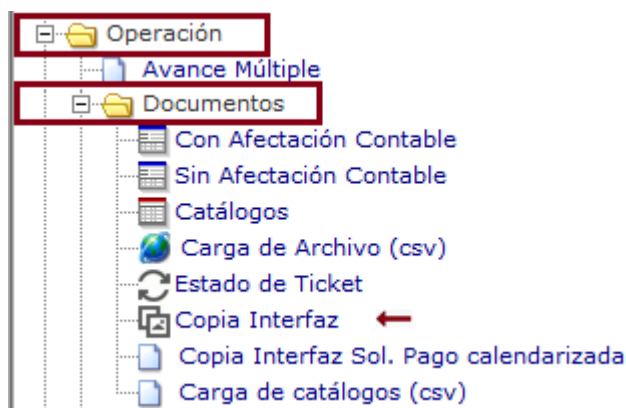 Operación
Avance Múltiple
Documentos
Con Afectación Contable
Sin Afectación Contable
Catálogos
Carga de Archivo (csv)
Estado de Ticket
Copia Interfaz
Copia Interfaz Sol. Pago calendarizada
Carga de catálogos (csv)